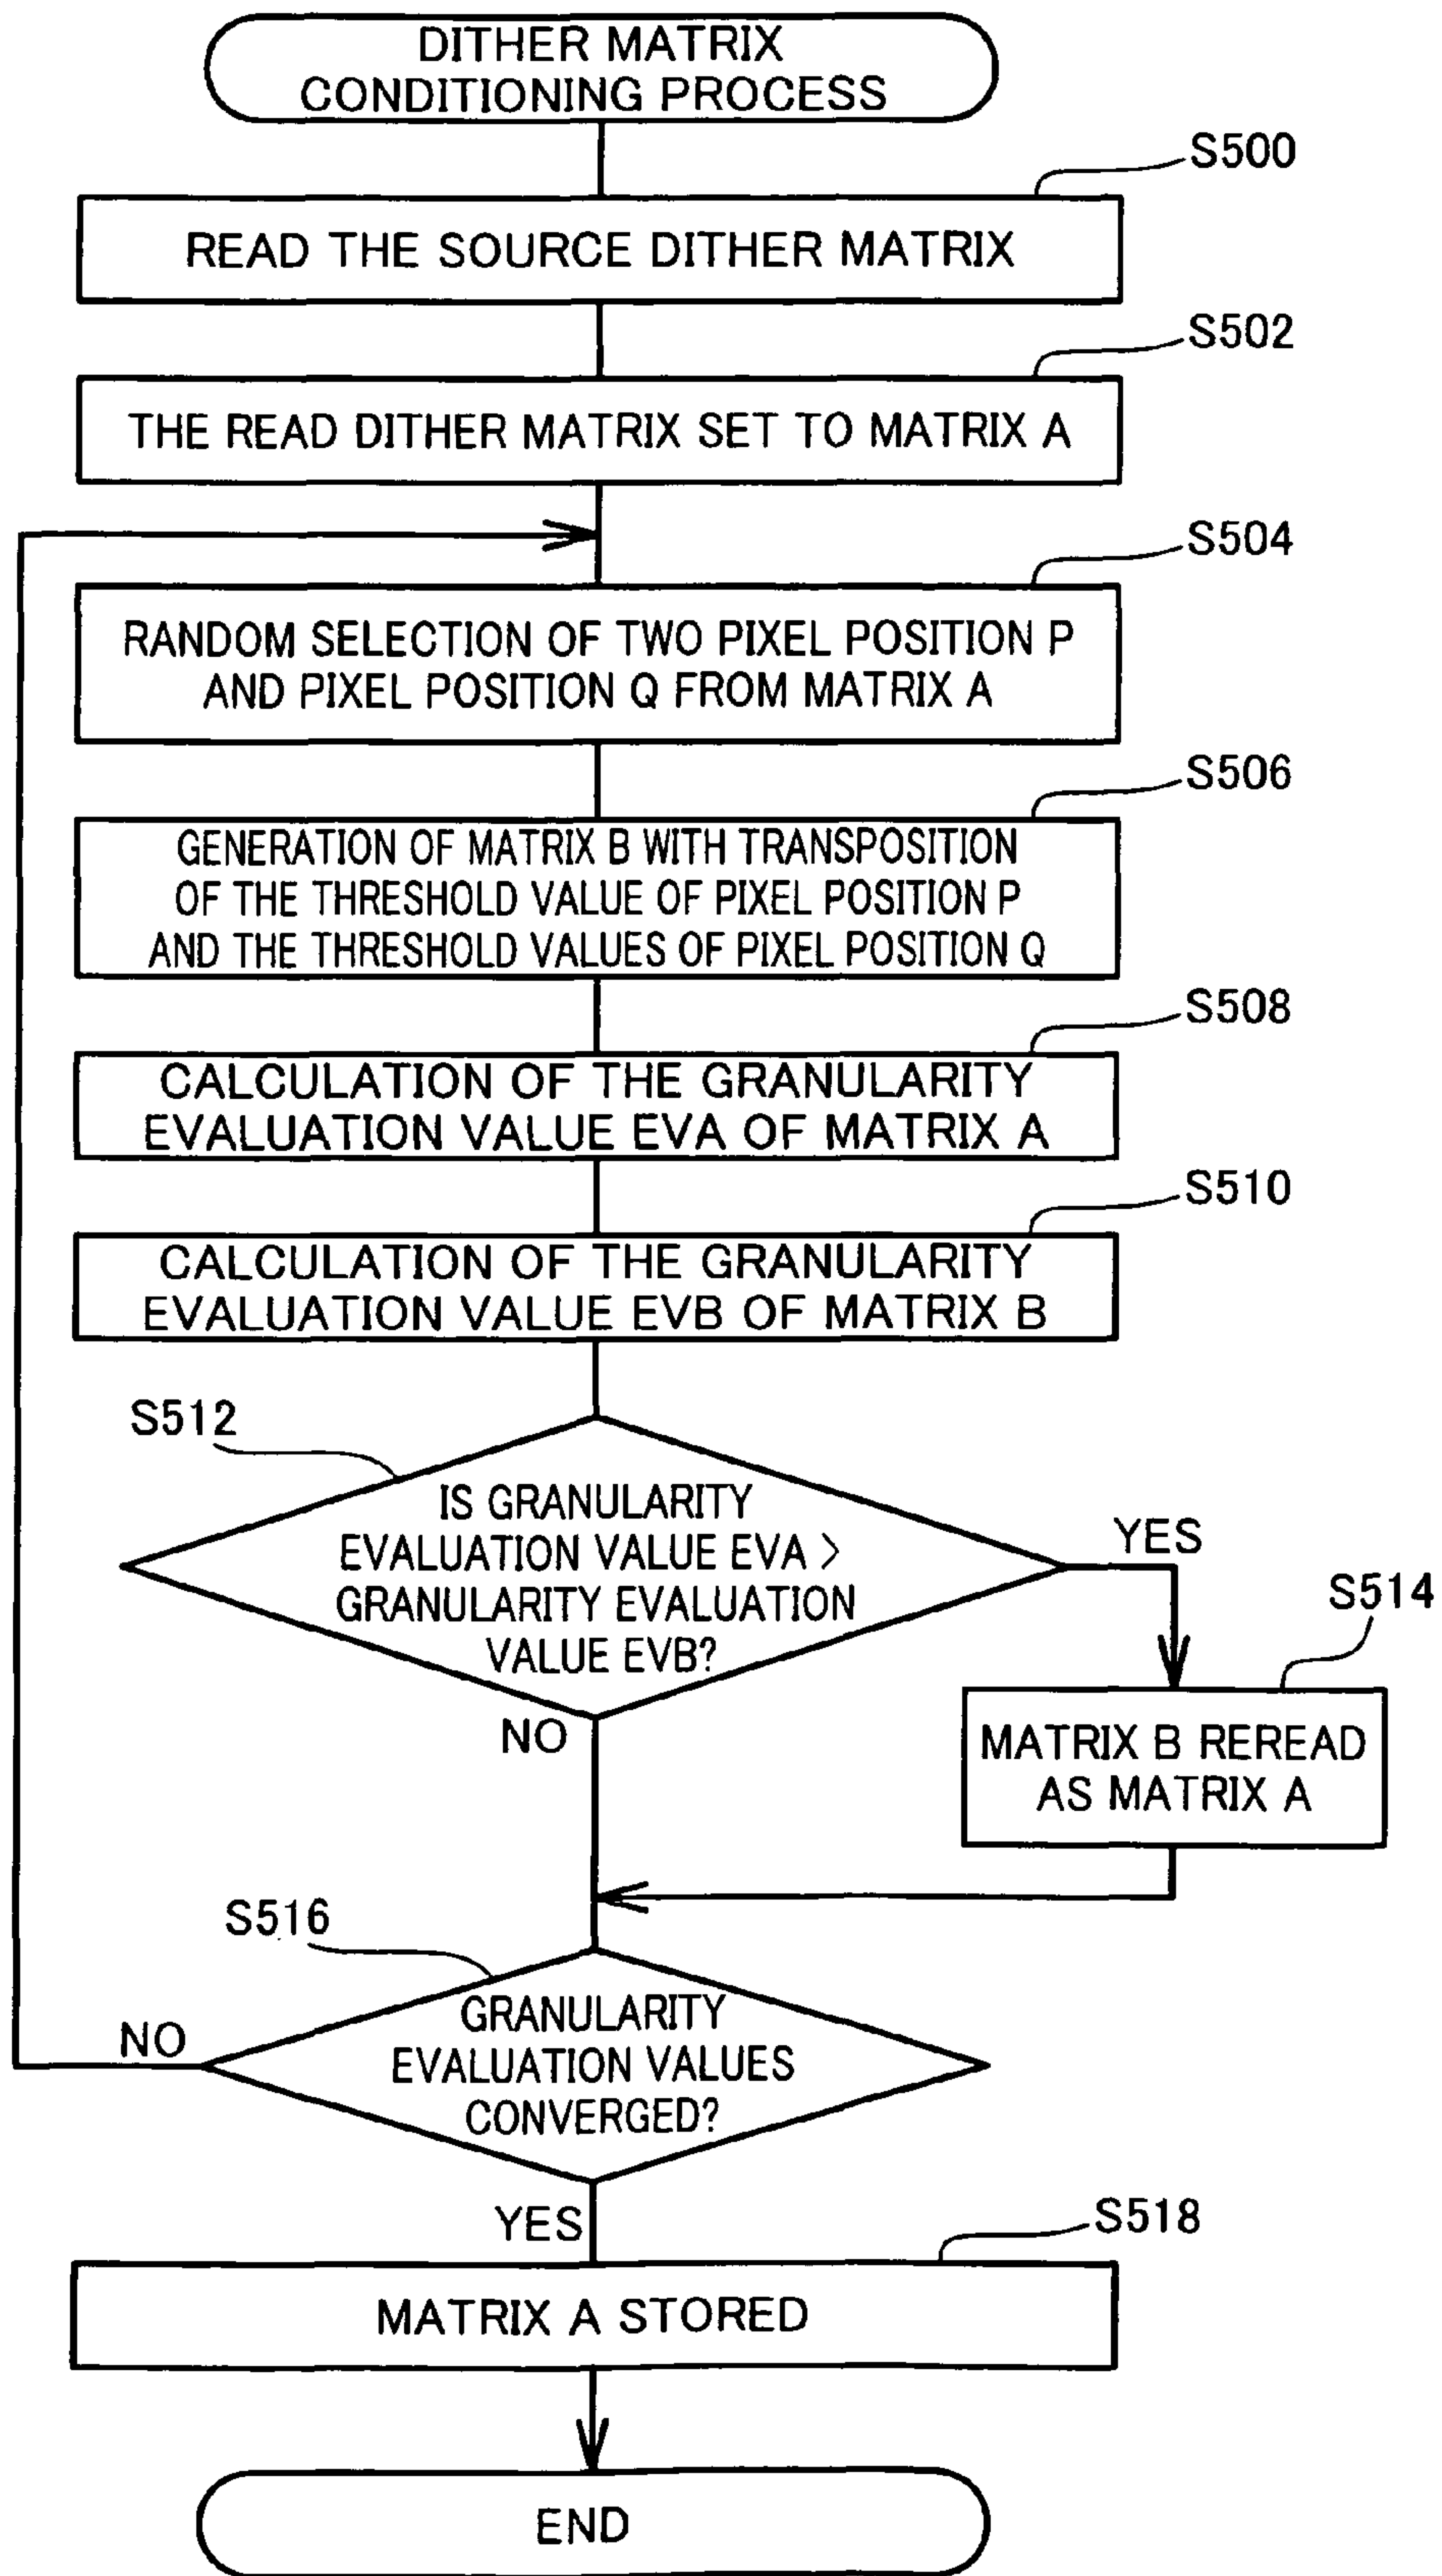 DITHER MATRIX
CONDITIONING PROCESS
S500
READ THE SOURCE DITHER MATRIX
S502
THE READ DITHER MATRIX SET TO MATRIX A
S504
RANDOM SELECTION OF TWO PIXEL POSITION P
AND PIXEL POSITION Q FROM MATRIX A
S506
GENERATION OF MATRIX B WITH TRANSPOSITION
OF THE THRESHOLD VALUE OF PIXEL POSITION P
AND THE THRESHOLD VALUES OF PIXEL POSITION Q
S508
CALCULATION OF THE GRANULARITY
EVALUATION VALUE EVA OF MATRIX A
S510
CALCULATION OF THE GRANULARITY
EVALUATION VALUE EVB OF MATRIX B
S512
IS GRANULARITY
EVALUATION VALUE EVA >
GRANULARITY EVALUATION
VALUE EVB?
YES
S514
NO
MATRIX B REREAD
AS MATRIX A
S516
GRANULARITY
EVALUATION VALUES
CONVERGED?
NO
YES
S518
MATRIX A STORED
END